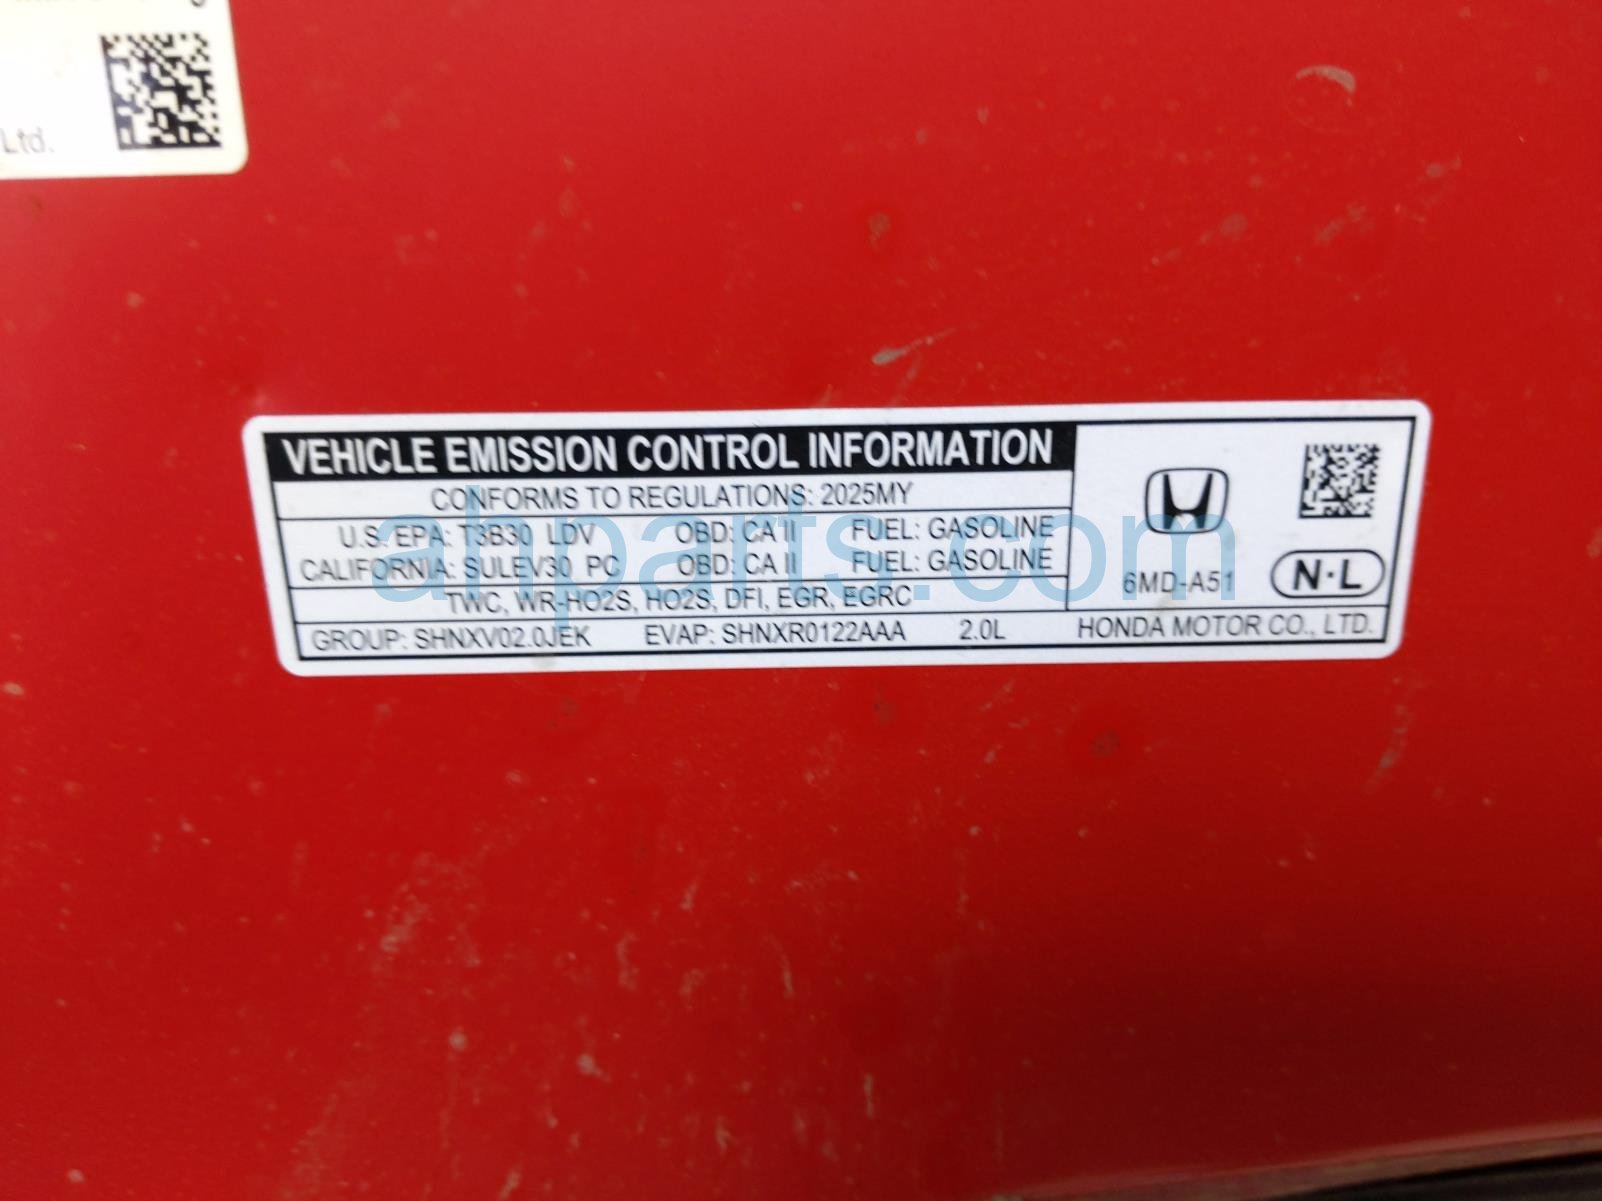 Ltd.
VEHICLE EMISSION CONTROL INFORMATION
CONFORMS TO REGULATIONS: 2025MY
U.S. EPA: T3B30 LDV OBD: CA II FUEL: GASOLINE
CALIFORNIA: SULEV30 PC OBD: CA II FUEL: GASOLINE
TWC, WR-HO2S, HO2S, DFI, EGR, EGRC
GROUP: SHNXV02.0JEK EVAP: SHNXR0122AAA 2.0L
6MD-A51 N·L
HONDA MOTOR CO., LTD.
ahparts.com